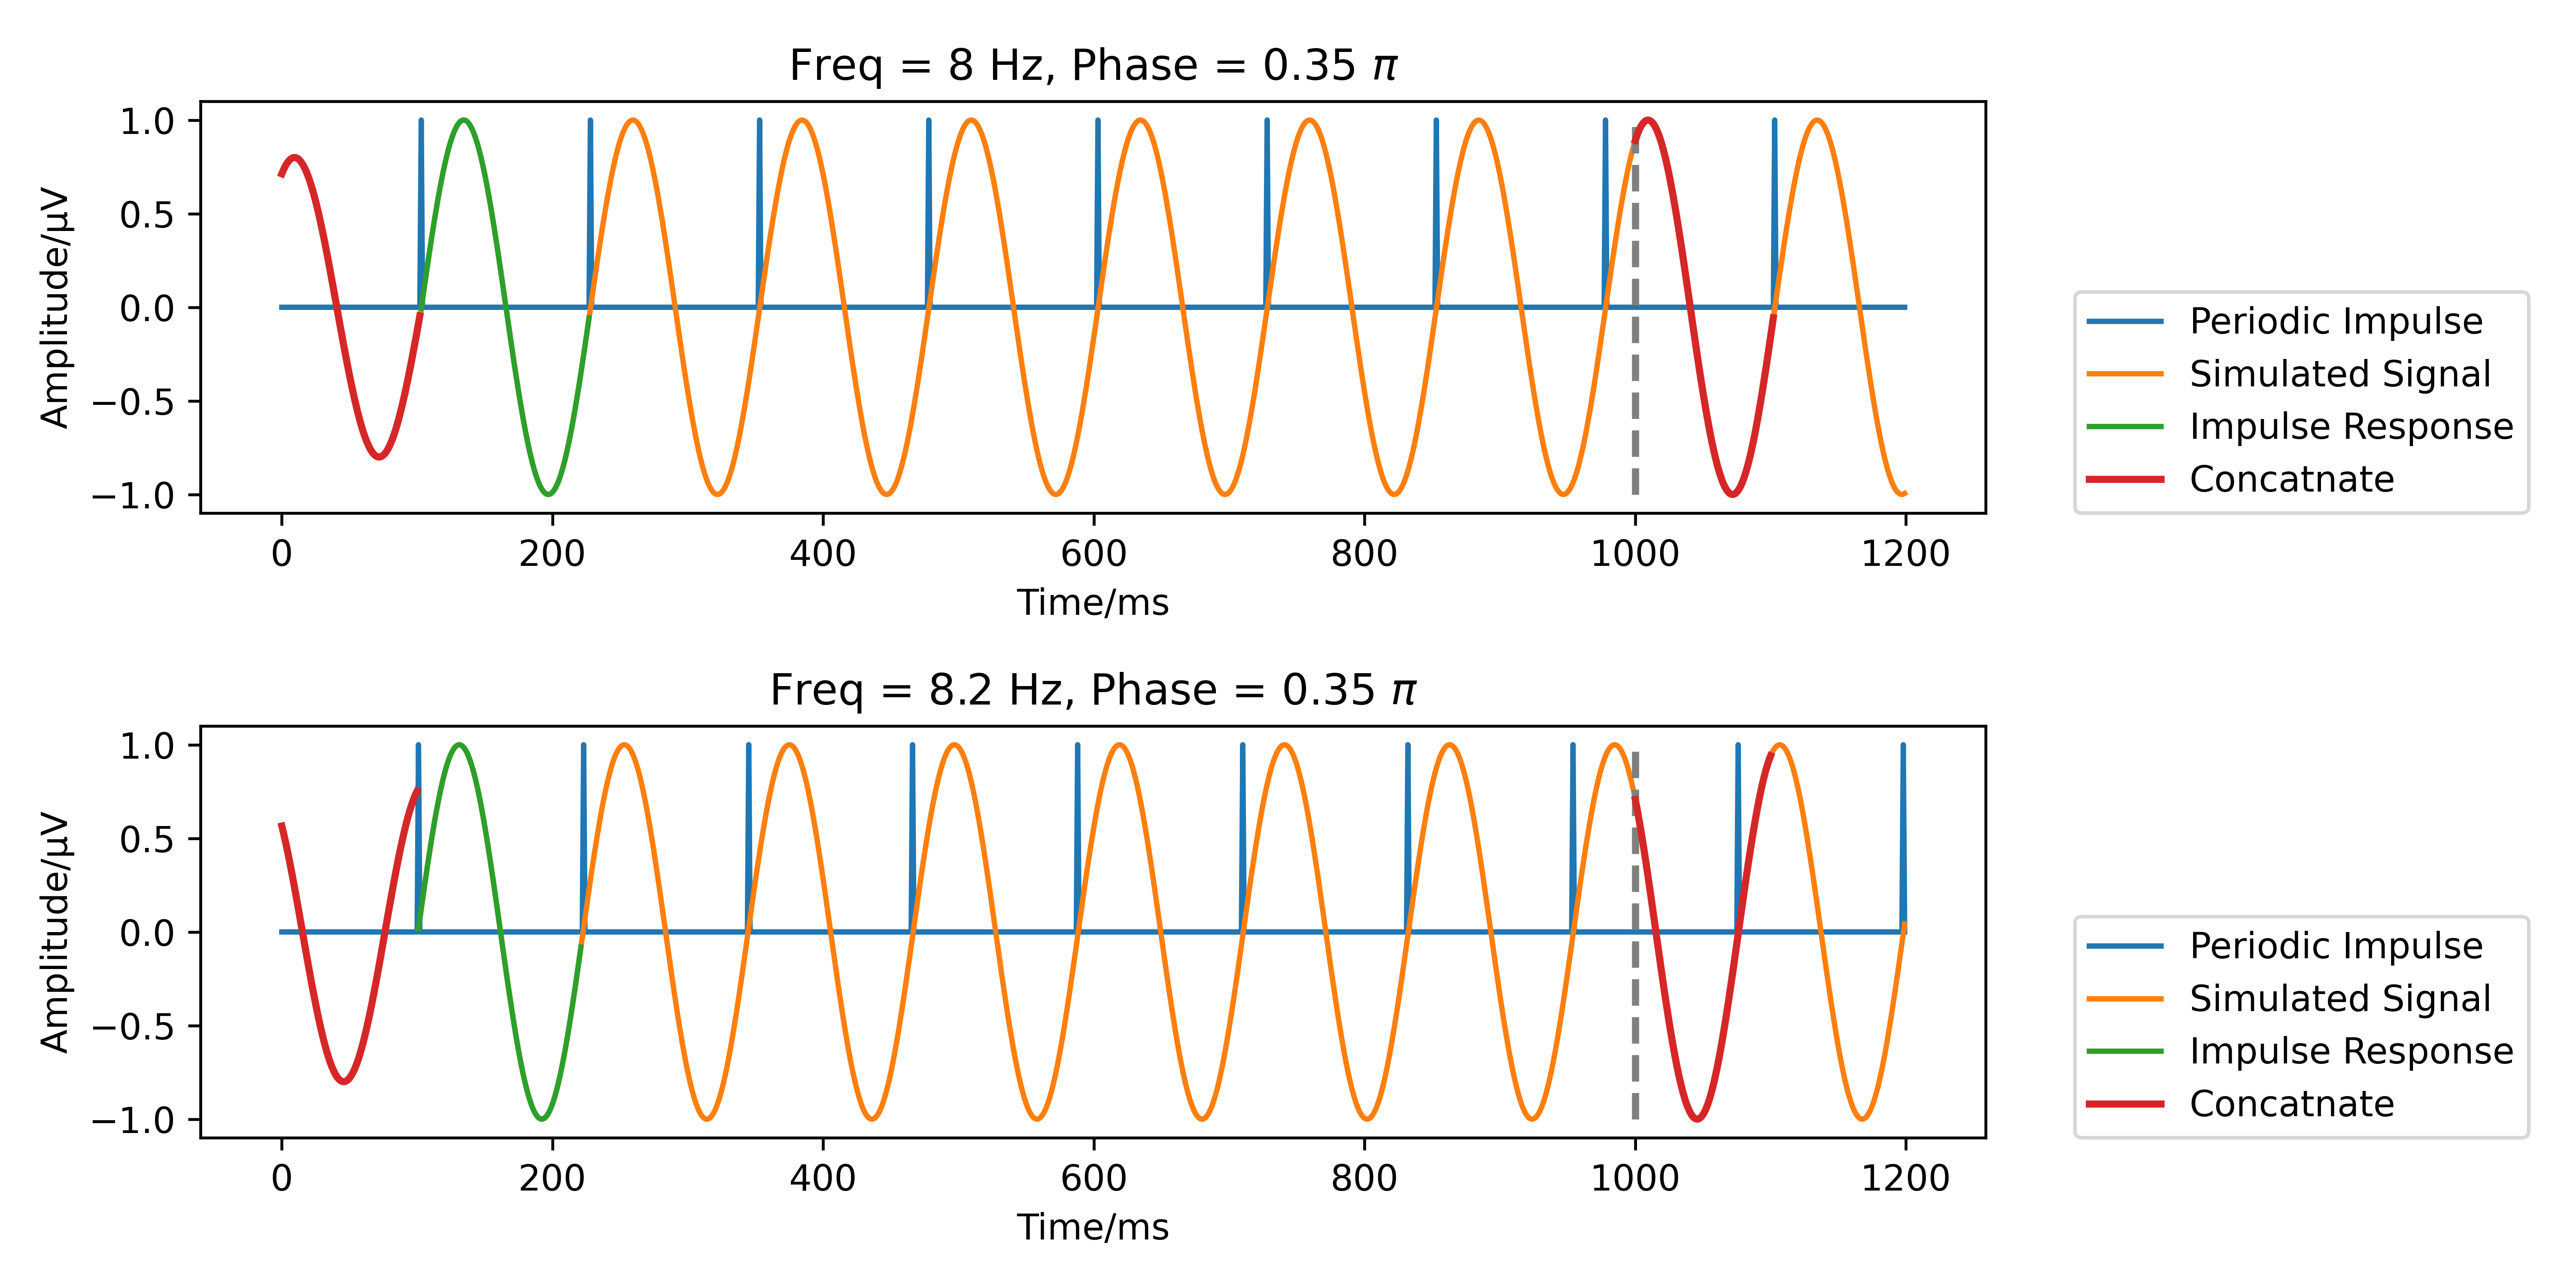 Freq = 8 Hz, Phase = 0.35 π
Amplitude/μV
1.0
0.5
0.0
−0.5
−1.0
0 200 400 600 800 1000 1200
Time/ms
Periodic Impulse
Simulated Signal
Impulse Response
Concatnate
Freq = 8.2 Hz, Phase = 0.35 π
Amplitude/μV
1.0
0.5
0.0
−0.5
−1.0
0 200 400 600 800 1000 1200
Time/ms
Periodic Impulse
Simulated Signal
Impulse Response
Concatnate